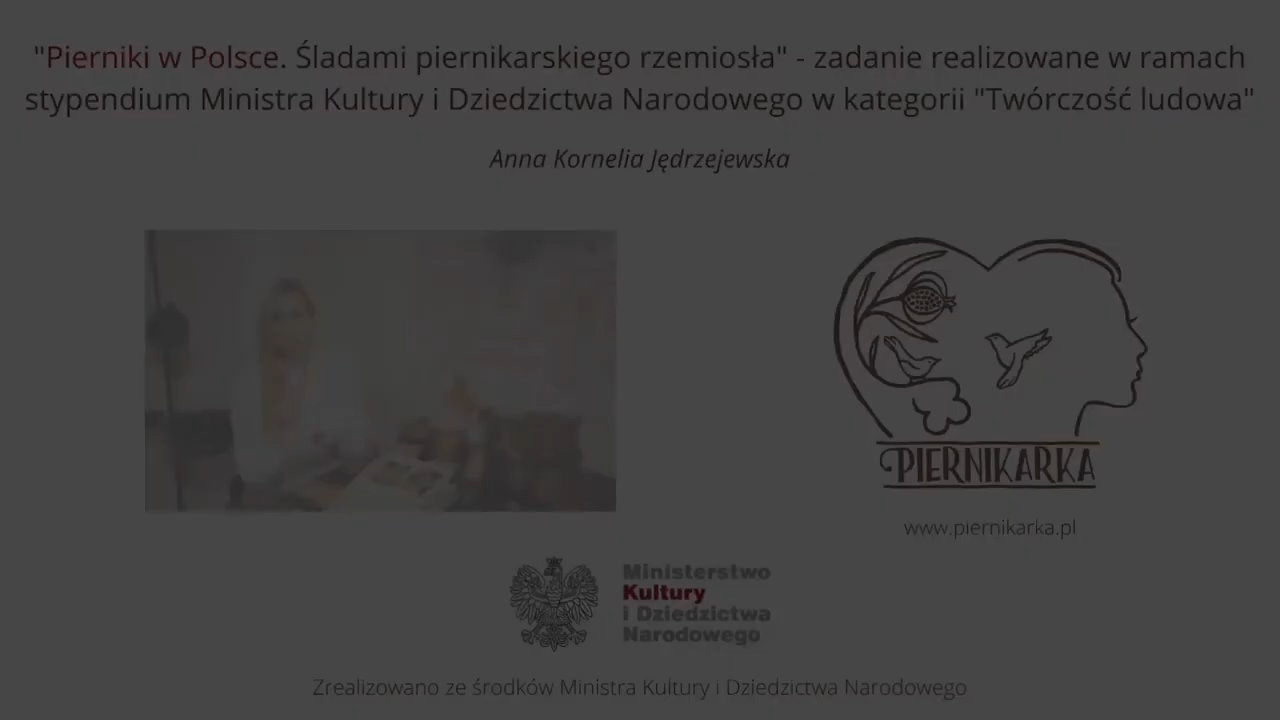 "Pierniki w Polsce. Śladami piernikarskiego rzemiosła" - zadanie realizowane w ramach
stypendium Ministra Kultury i Dziedzictwa Narodowego w kategorii "Twórczość ludowa"
Anna Kornelia Jędrzejewska
PIERNIKARKA
www.piernikarka.pl
Ministerstwo
Kultury
i Dziedzictwa
Narodowego
Zrealizowano ze środków Ministra Kultury i Dziedzictwa Narodowego